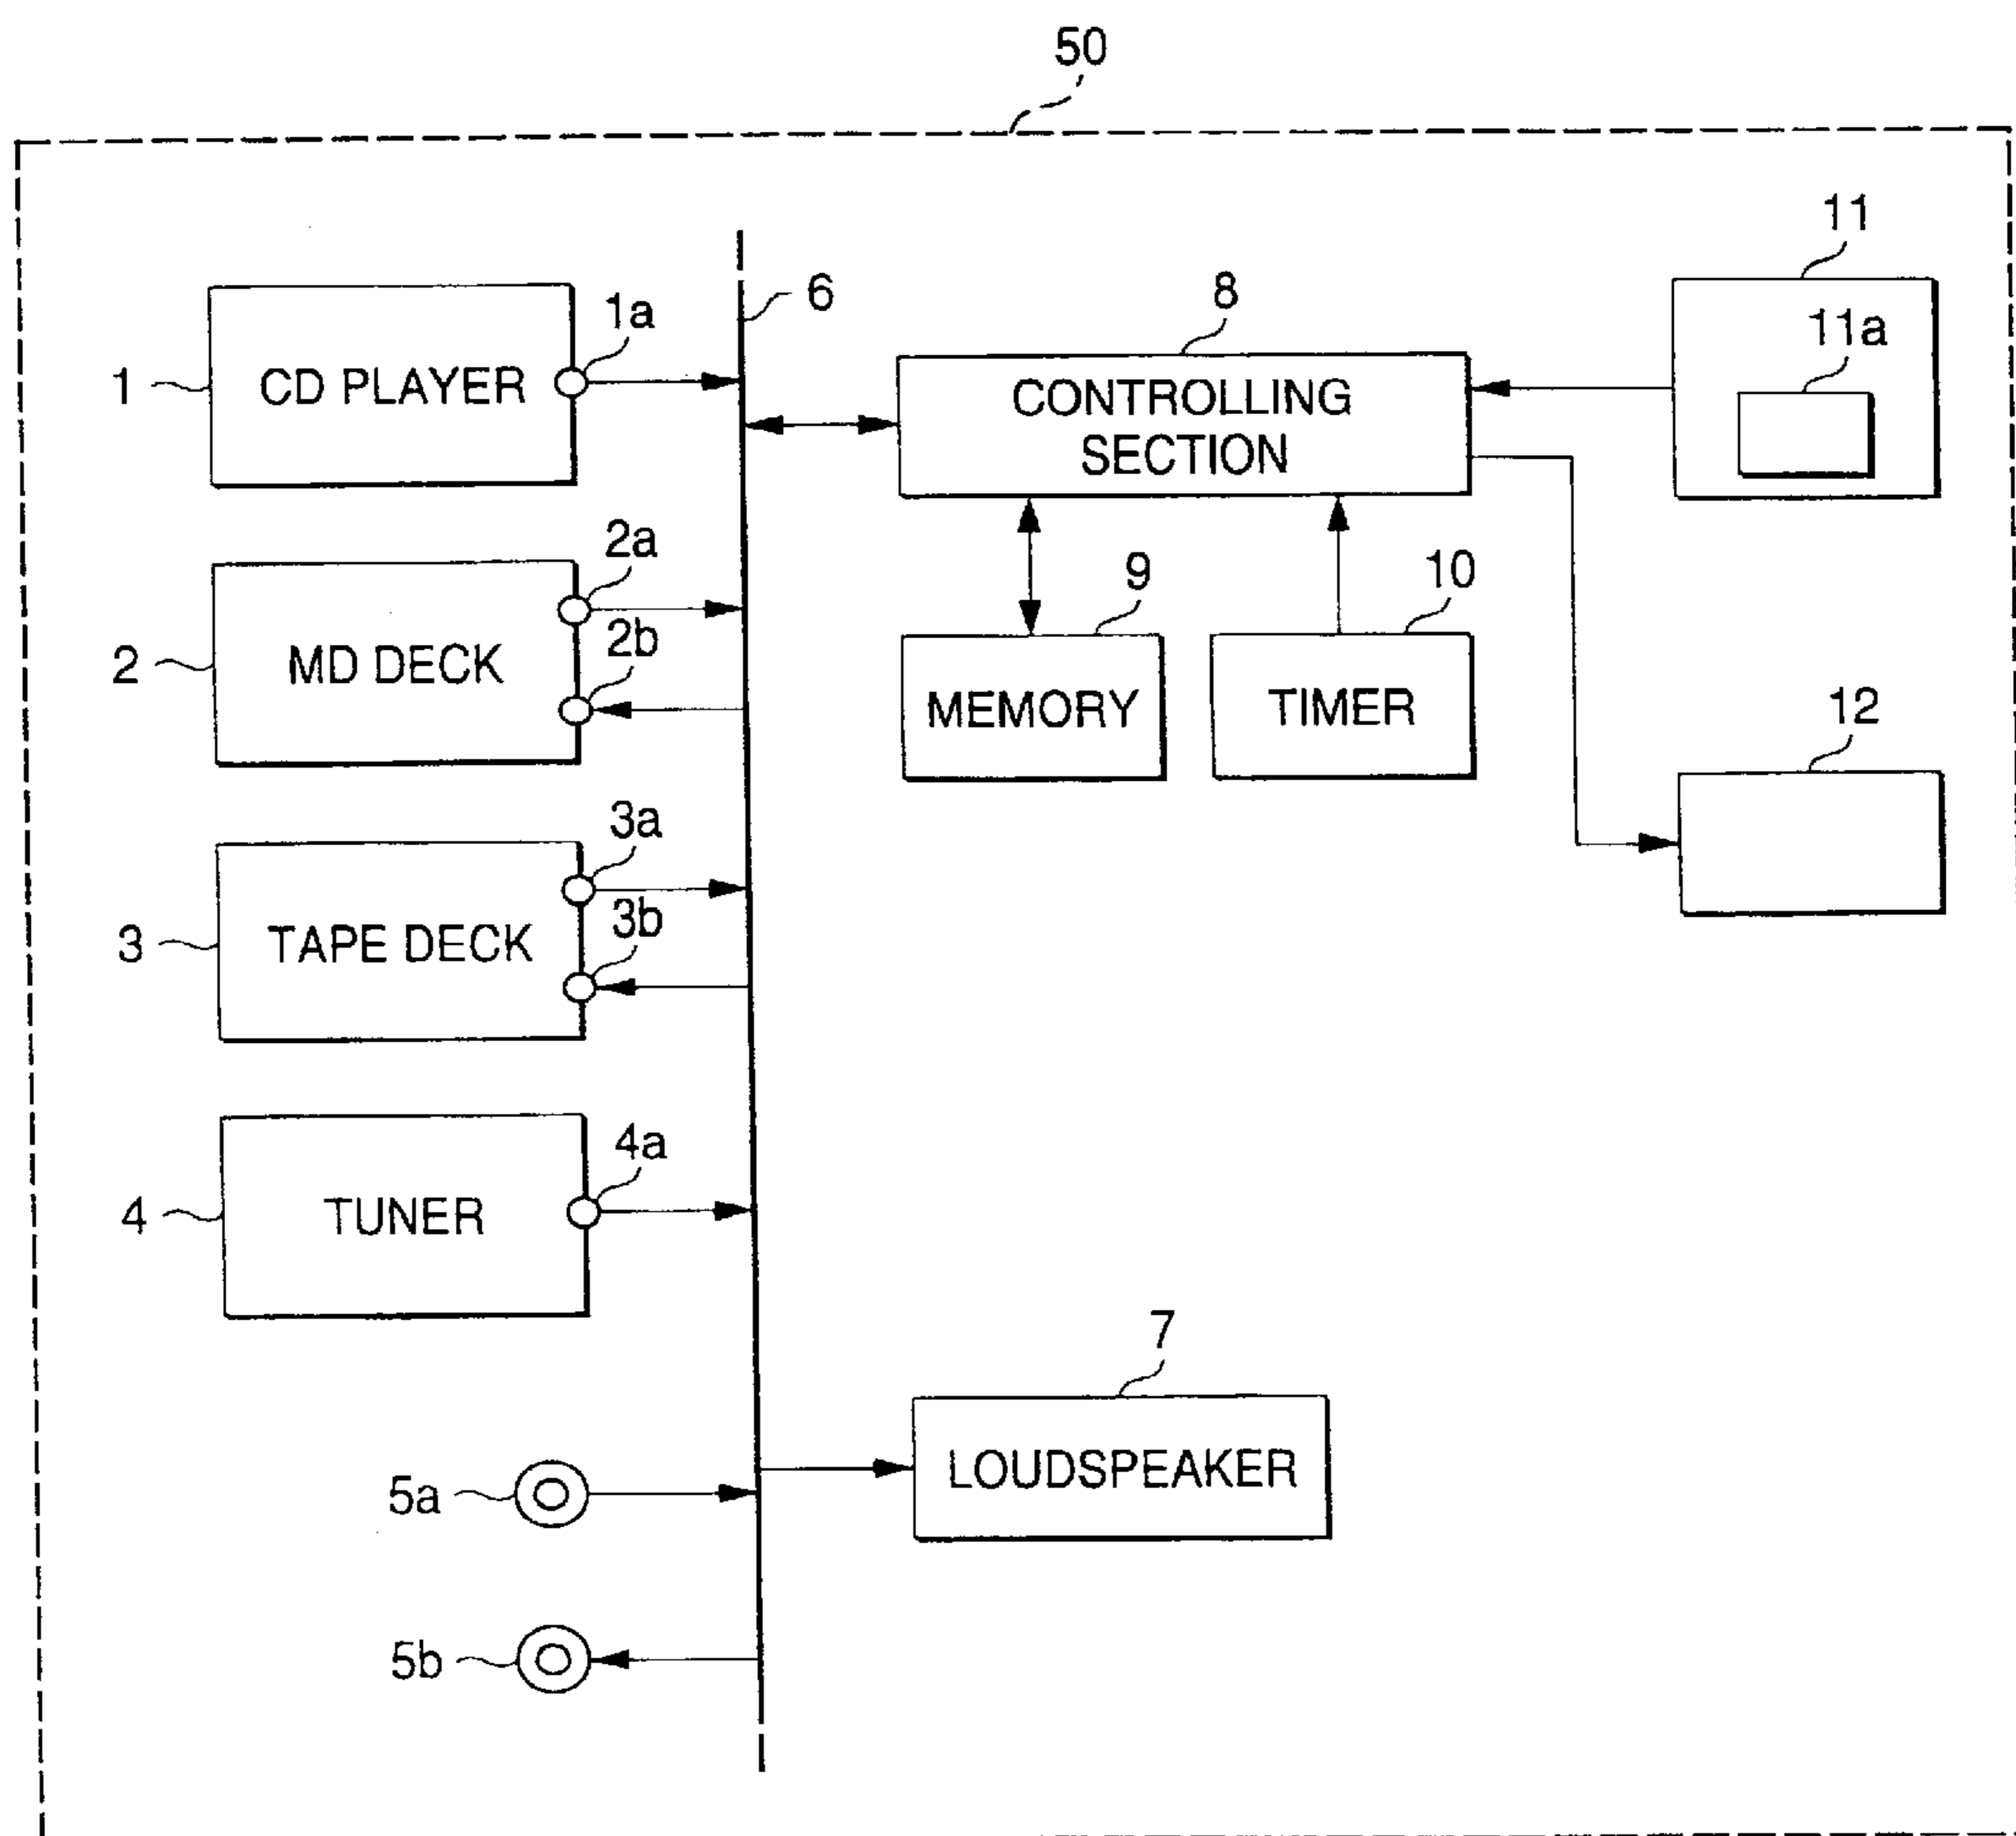 50
11
6
8
1a
11a
1
CD PLAYER
CONTROLLING
SECTION
2a
9
10
2b
2
MD DECK
MEMORY
TIMER
12
3a
3b
3
TAPE DECK
4a
4
TUNER
7
5a
LOUDSPEAKER
5b